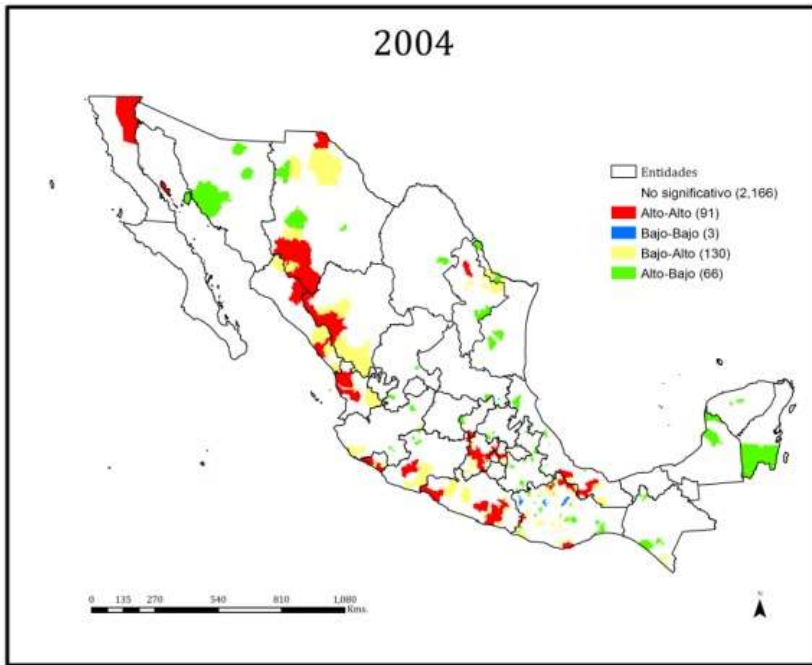 2004
Entidades
No significativo (2,166)
Alto-Alto (91)
Bajo-Bajo (3)
Bajo-Alto (130)
Alto-Bajo (66)
0 135 270 540 810 1,080
Kms.
N